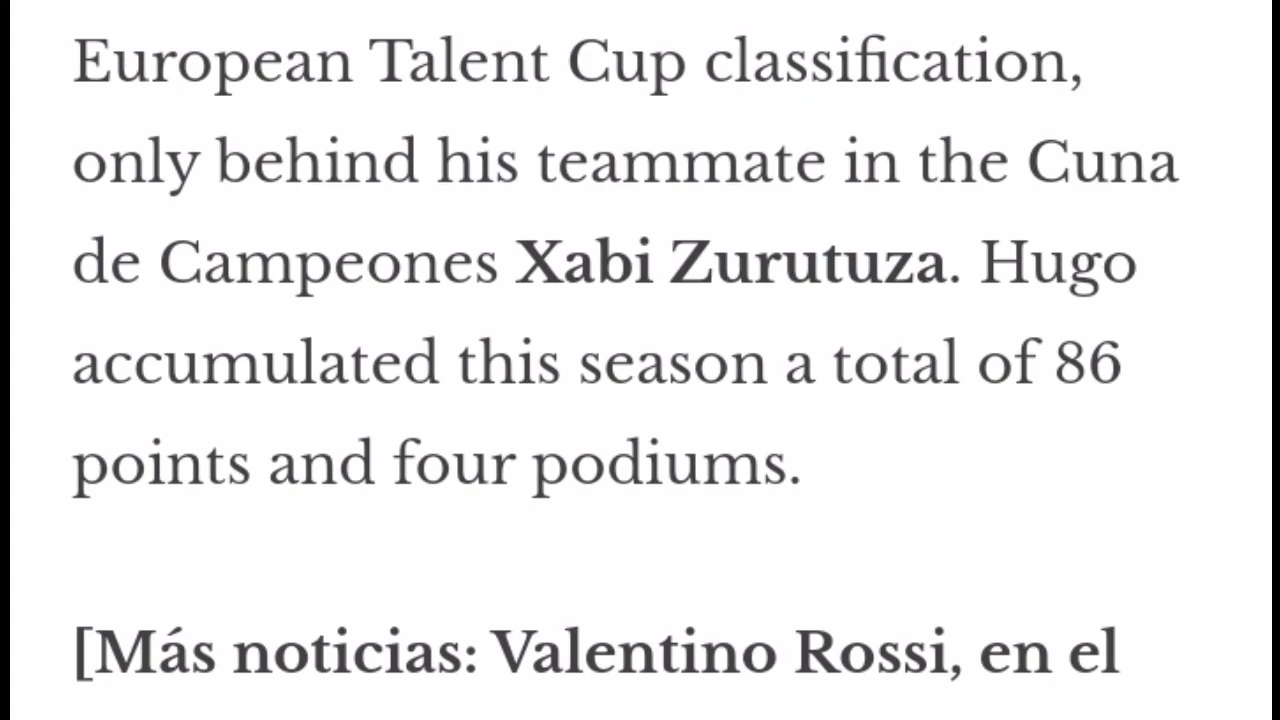 European Talent Cup classification,
only behind his teammate in the Cuna
de Campeones Xabi Zurutuza. Hugo
accumulated this season a total of 86
points and four podiums.
[Más noticias: Valentino Rossi, en el